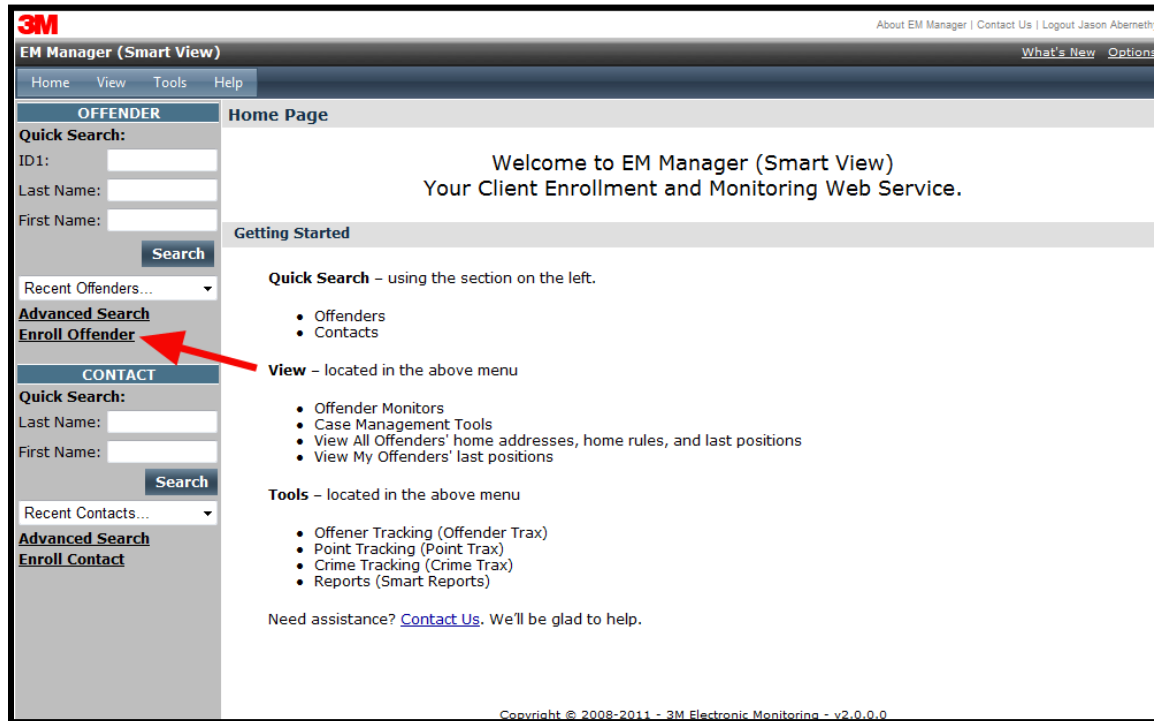 3M
About EM Manager | Contact Us | Logout Jason Abernethy
EM Manager (Smart View)
What's New Options
Home View Tools Help
OFFENDER
Quick Search:
ID1:
Last Name:
First Name:
Search
Recent Offenders...
Advanced Search
Enroll Offender
CONTACT
Quick Search:
Last Name:
First Name:
Search
Recent Contacts...
Advanced Search
Enroll Contact
Home Page
Welcome to EM Manager (Smart View)
Your Client Enrollment and Monitoring Web Service.
Getting Started
Quick Search – using the section on the left.
• Offenders
• Contacts
View – located in the above menu
• Offender Monitors
• Case Management Tools
• View All Offenders' home addresses, home rules, and last positions
• View My Offenders' last positions
Tools – located in the above menu
• Offener Tracking (Offender Trax)
• Point Tracking (Point Trax)
• Crime Tracking (Crime Trax)
• Reports (Smart Reports)
Need assistance? Contact Us. We'll be glad to help.
Copyright © 2008-2011 - 3M Electronic Monitoring - v2.0.0.0